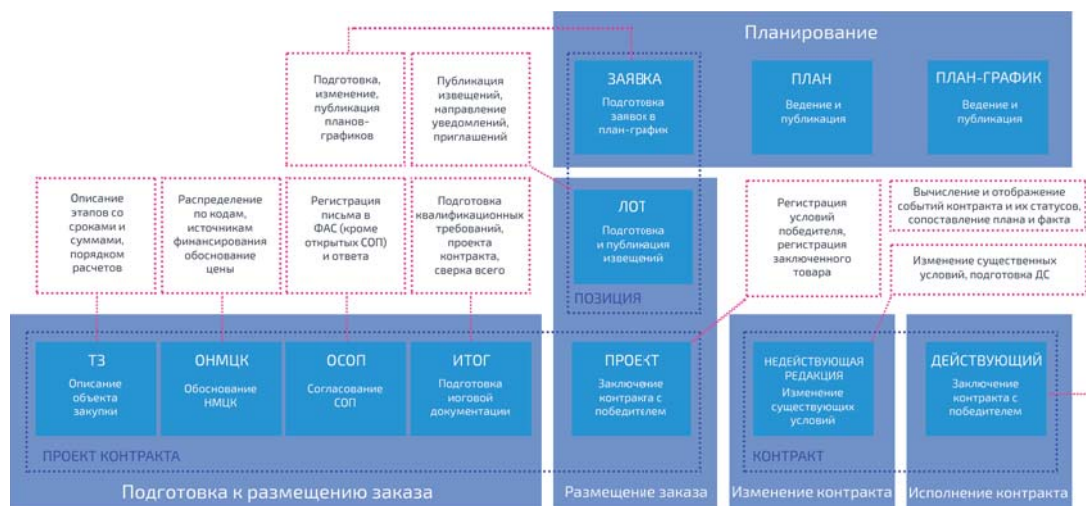 Планирование
Подготовка,
изменение,
публикация
планов-
графиков
Публикация
извещений,
направление
уведомлений,
приглашений
ЗАЯВКА
Подготовка
заявок в
план-график
ПЛАН
Ведение и
публикация
ПЛАН-ГРАФИК
Ведение и
публикация
Описание
этапов со
сроками и
суммами,
порядком
расчетов
Распределение
по кодам,
источникам
финансирования
обоснование
цены
Регистрация
письма в
ФАС (кроме
открытых СОП)
и ответа
Подготовка
квалификационных
требований,
проекта
контракта,
сверка всего
ЛОТ
Подготовка
и публикация
извещений
ПОЗИЦИЯ
Регистрация
условий
победителя,
регистрация
заключенного
товара
Вычисление и отображение
событий контракта и их статусов,
сопоставление плана и факта
Изменение существенных
условий, подготовка ДС
ТЗ
Описание
объекта
закупки
ОНМЦК
Обоснование
НМЦК
ОСОП
Согласование
СОП
ИТОГ
Подготовка
иоговой
документации
ПРОЕКТ
Заключение
контракта с
победителем
НЕДЕЙСТВУЮЩАЯ
РЕДАКЦИЯ
Изменение
существующих
условий
ДЕЙСТВУЮЩИЙ
Заключение
контракта с
победителем
ПРОЕКТ КОНТРАКТА
КОНТРАКТ
Подготовка к размещению заказа
Размещение заказа
Изменение контракта
Исполнение контракта